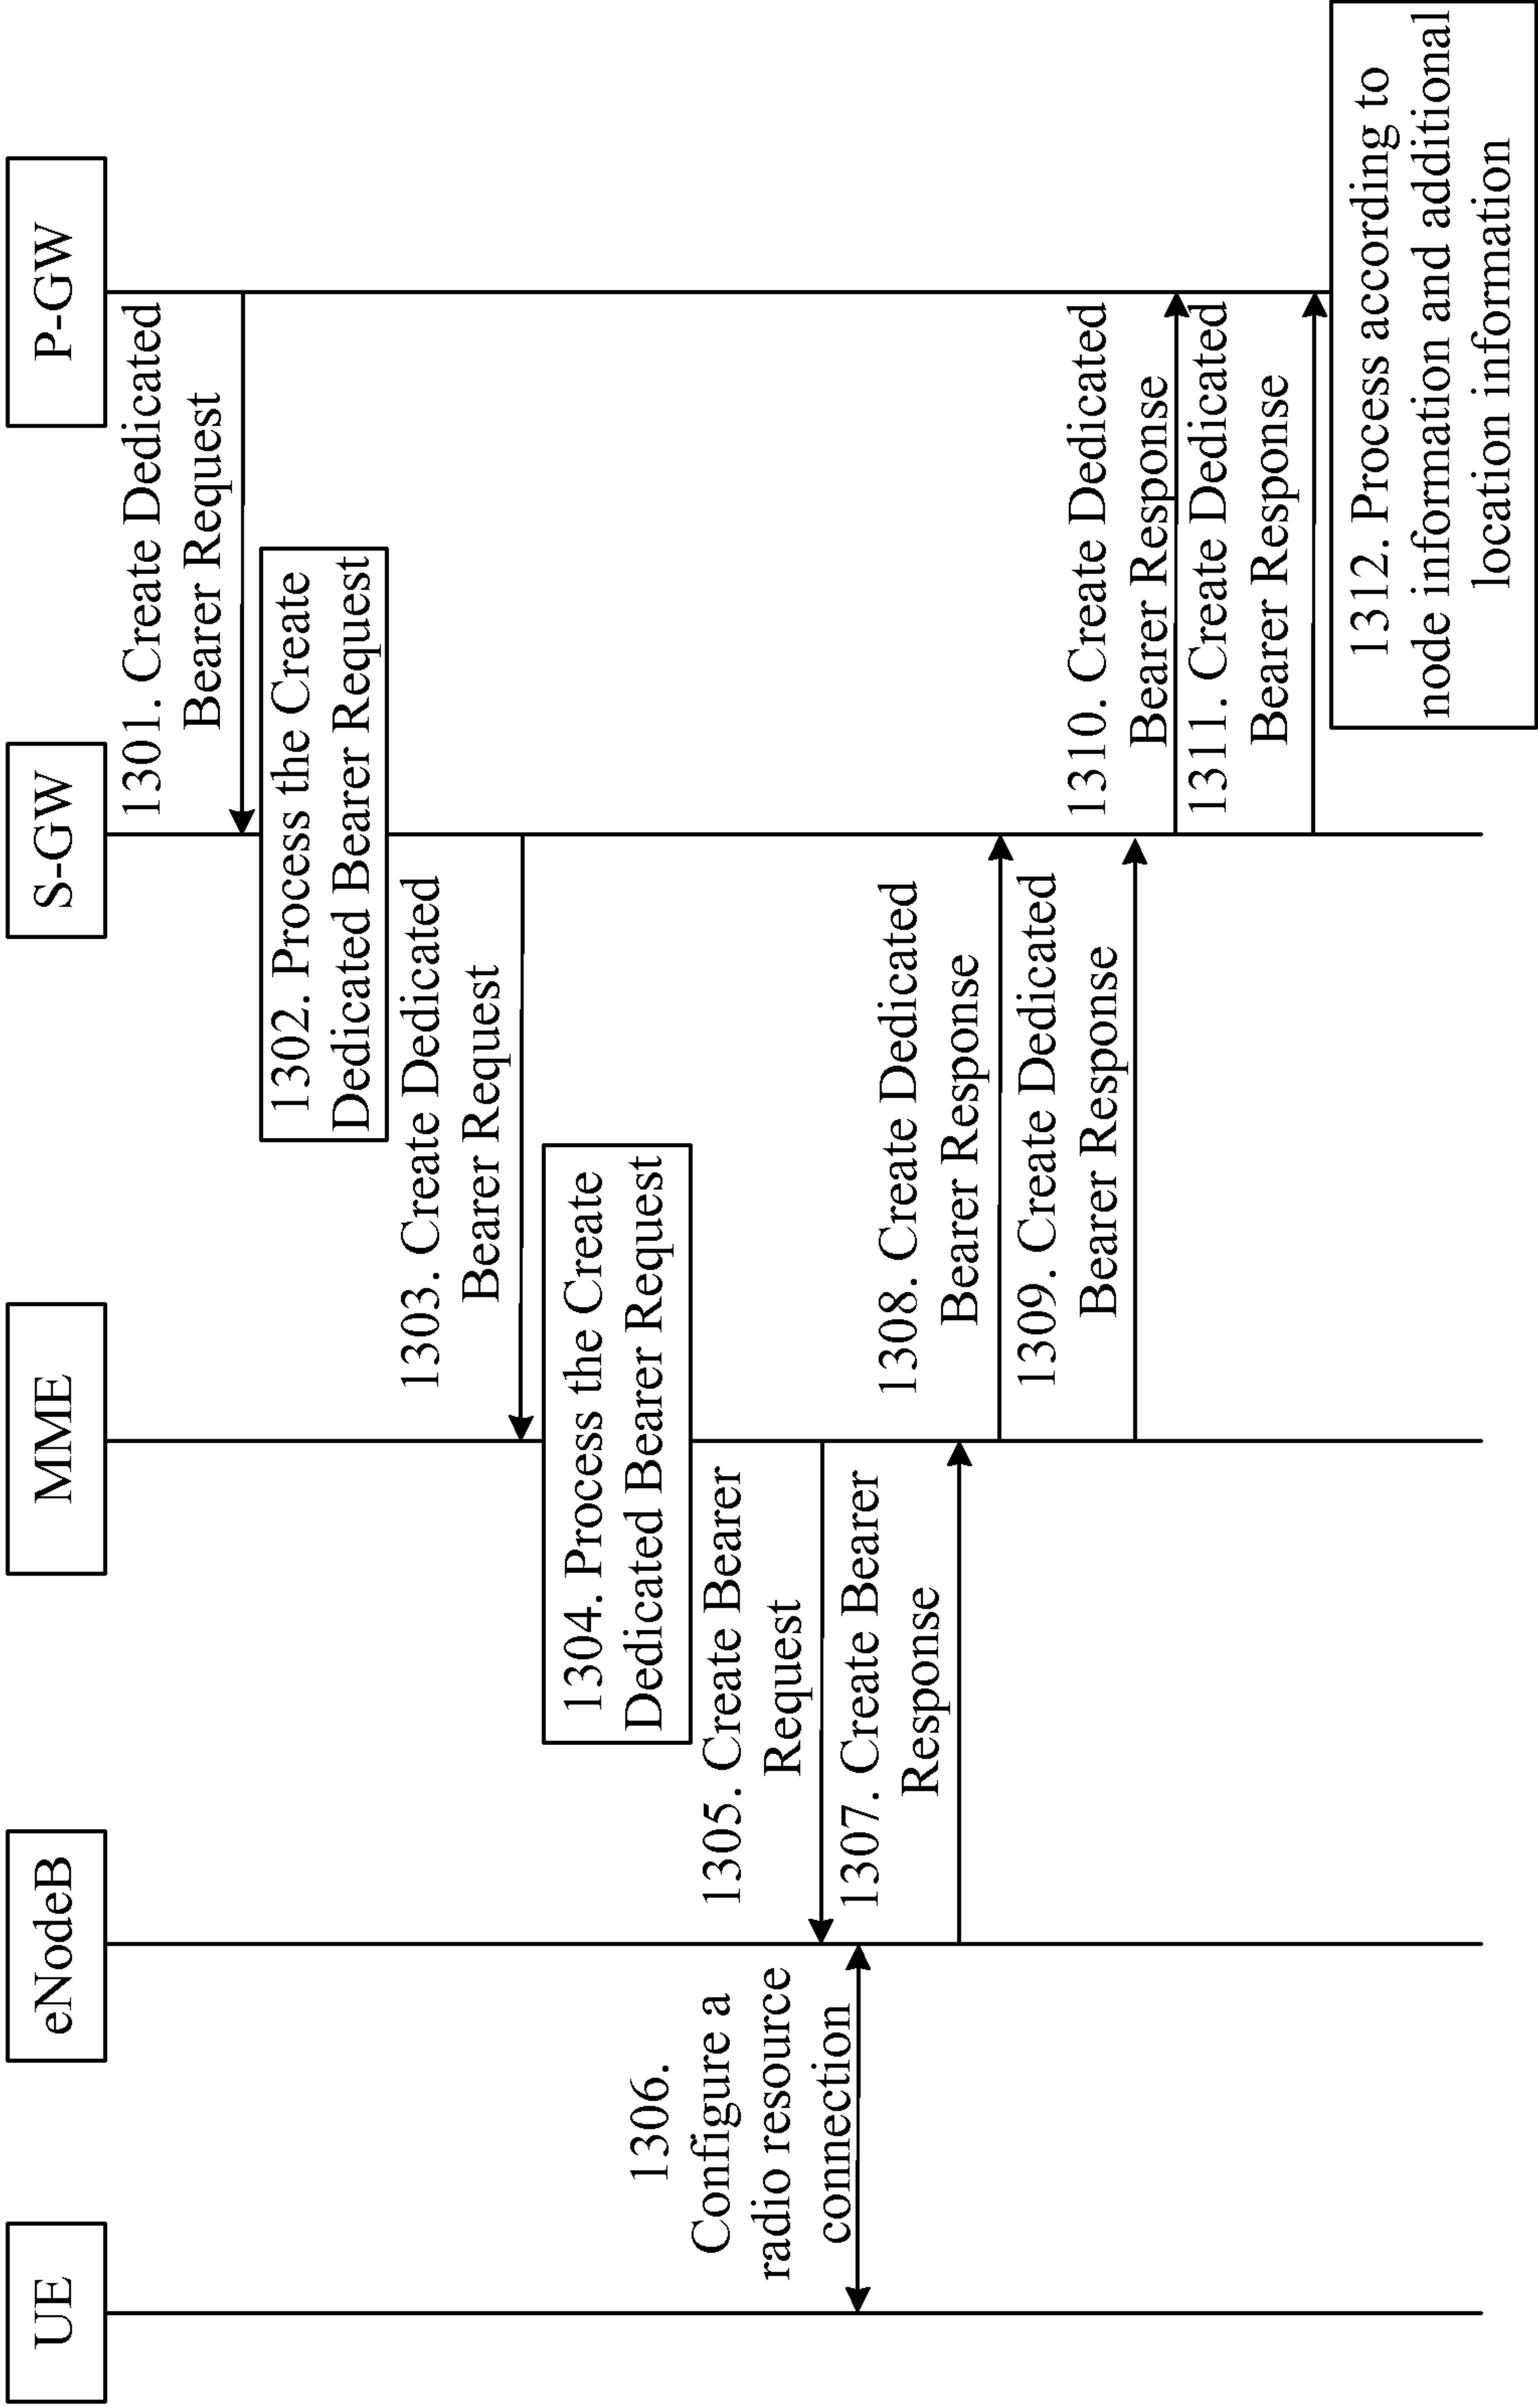 UE
eNodeB
MME
S-GW
P-GW
1301. Create Dedicated
Bearer Request
1302. Process the Create
Dedicated Bearer Request
1303. Create Dedicated
Bearer Request
1304. Process the Create
Dedicated Bearer Request
1305. Create Bearer
Request
1306.
Configure a
radio resource
connection
1307. Create Bearer
Response
1308. Create Dedicated
Bearer Response
1309. Create Dedicated
Bearer Response
1310. Create Dedicated
Bearer Response
1311. Create Dedicated
Bearer Response
1312. Process according to
node information and additional
location information